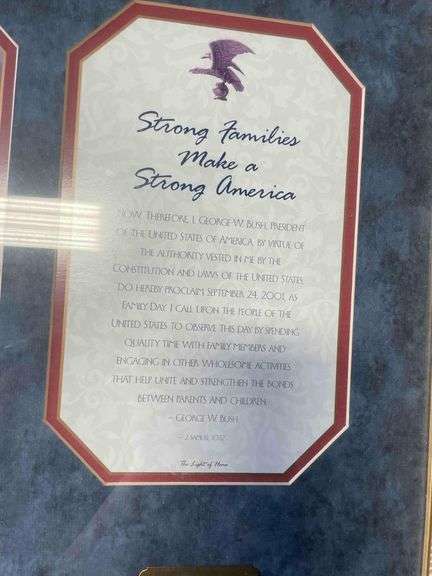 Strong Families
Make a
Strong America
NOW, THEREFORE, I, GEORGE W. BUSH, PRESIDENT
OF THE UNITED STATES OF AMERICA, BY VIRTUE OF
THE AUTHORITY VESTED IN ME BY THE
CONSTITUTION AND LAWS OF THE UNITED STATES,
DO HEREBY PROCLAIM SEPTEMBER 24, 2001, AS
FAMILY DAY. I CALL UPON THE PEOPLE OF THE
UNITED STATES TO OBSERVE THIS DAY BY SPENDING
QUALITY TIME WITH FAMILY MEMBERS AND
ENGAGING IN OTHER WHOLESOME ACTIVITIES
THAT HELP UNITE AND STRENGTHEN THE BONDS
BETWEEN PARENTS AND CHILDREN.
~ GEORGE W. BUSH
The Light of Home